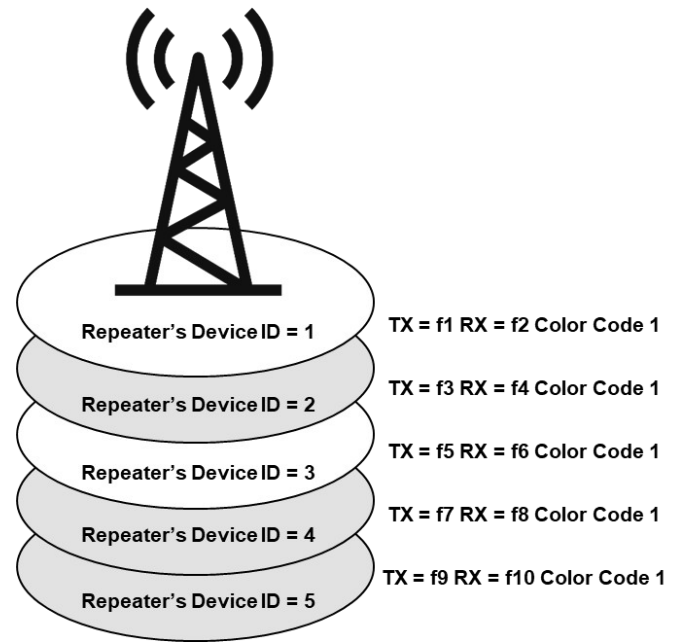 Repeater's Device ID = 1 TX = f1 RX = f2 Color Code 1
Repeater's Device ID = 2 TX = f3 RX = f4 Color Code 1
Repeater's Device ID = 3 TX = f5 RX = f6 Color Code 1
Repeater's Device ID = 4 TX = f7 RX = f8 Color Code 1
Repeater's Device ID = 5 TX = f9 RX = f10 Color Code 1